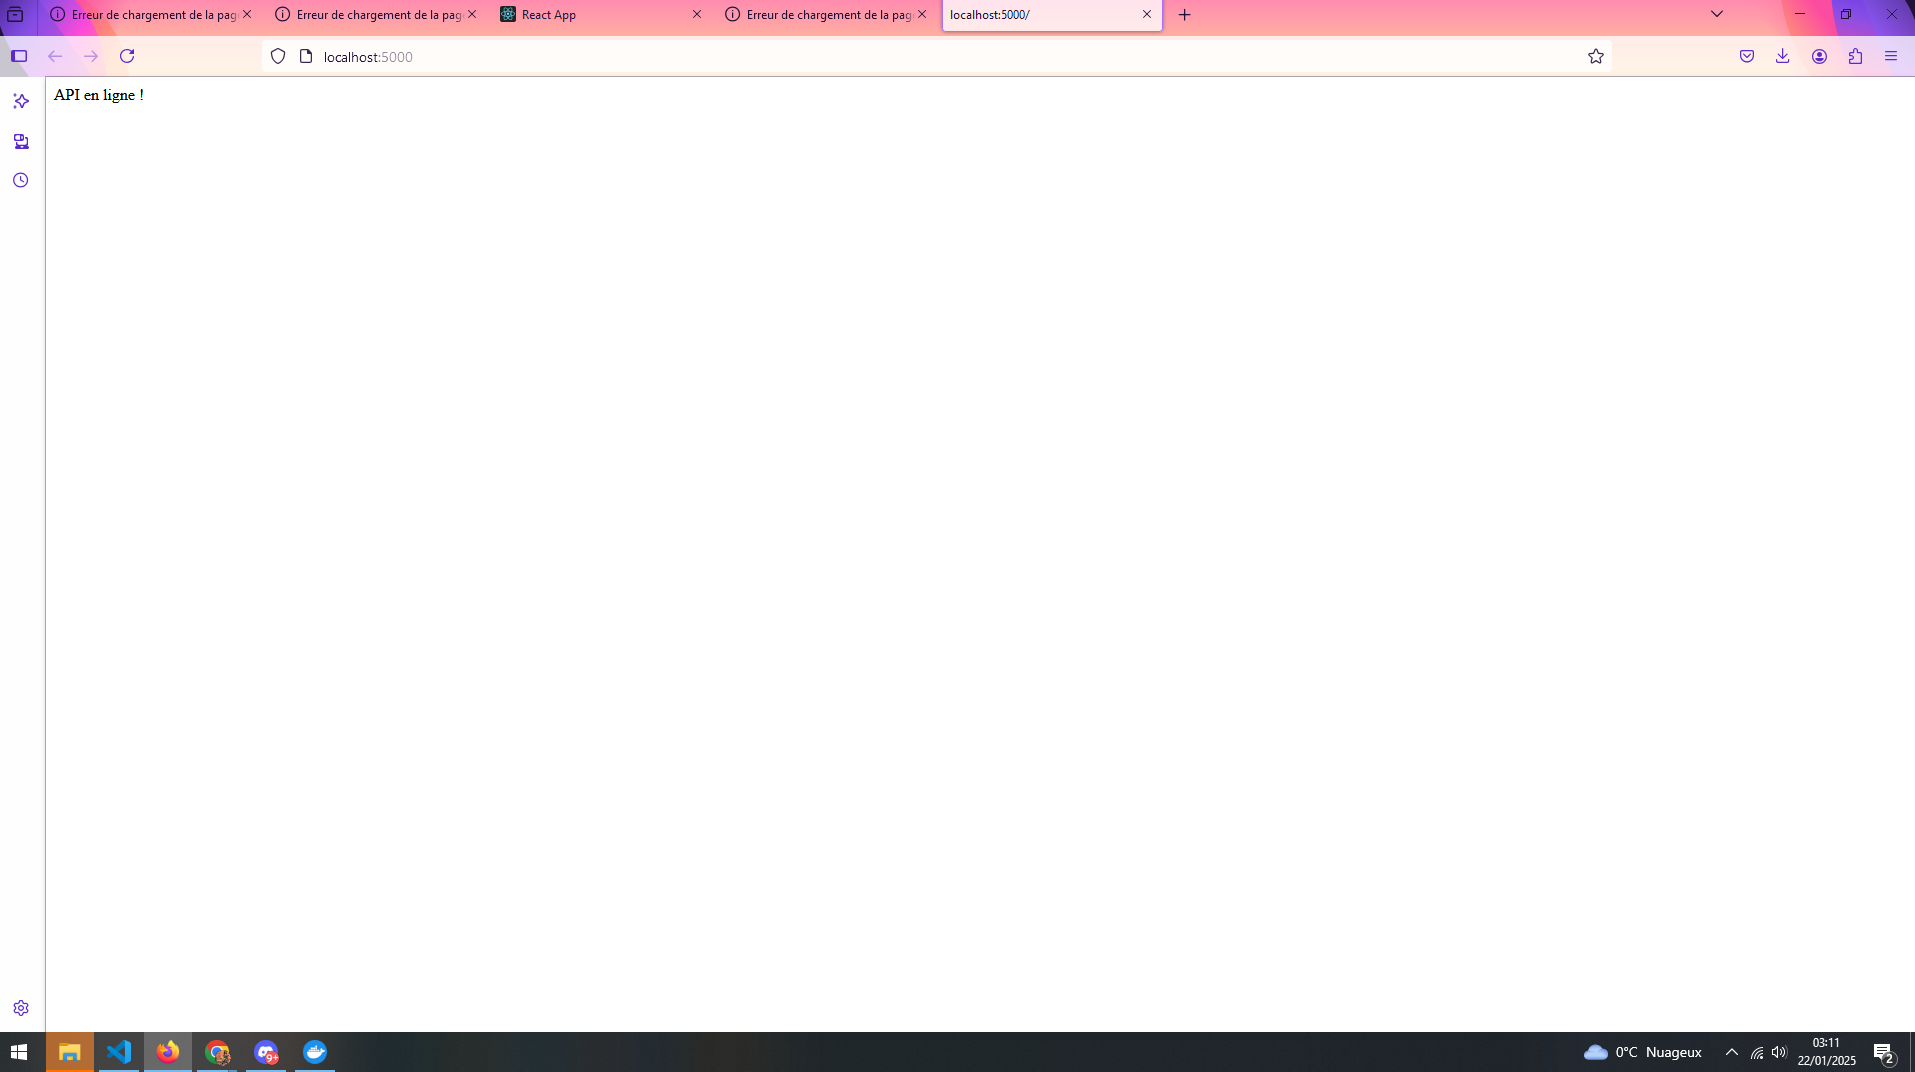 Erreur de chargement de la pag
Erreur de chargement de la pag
React App
Erreur de chargement de la pag
localhost:5000/
localhost:5000
API en ligne !
9+
0°C Nuageux
03:11
22/01/2025
2